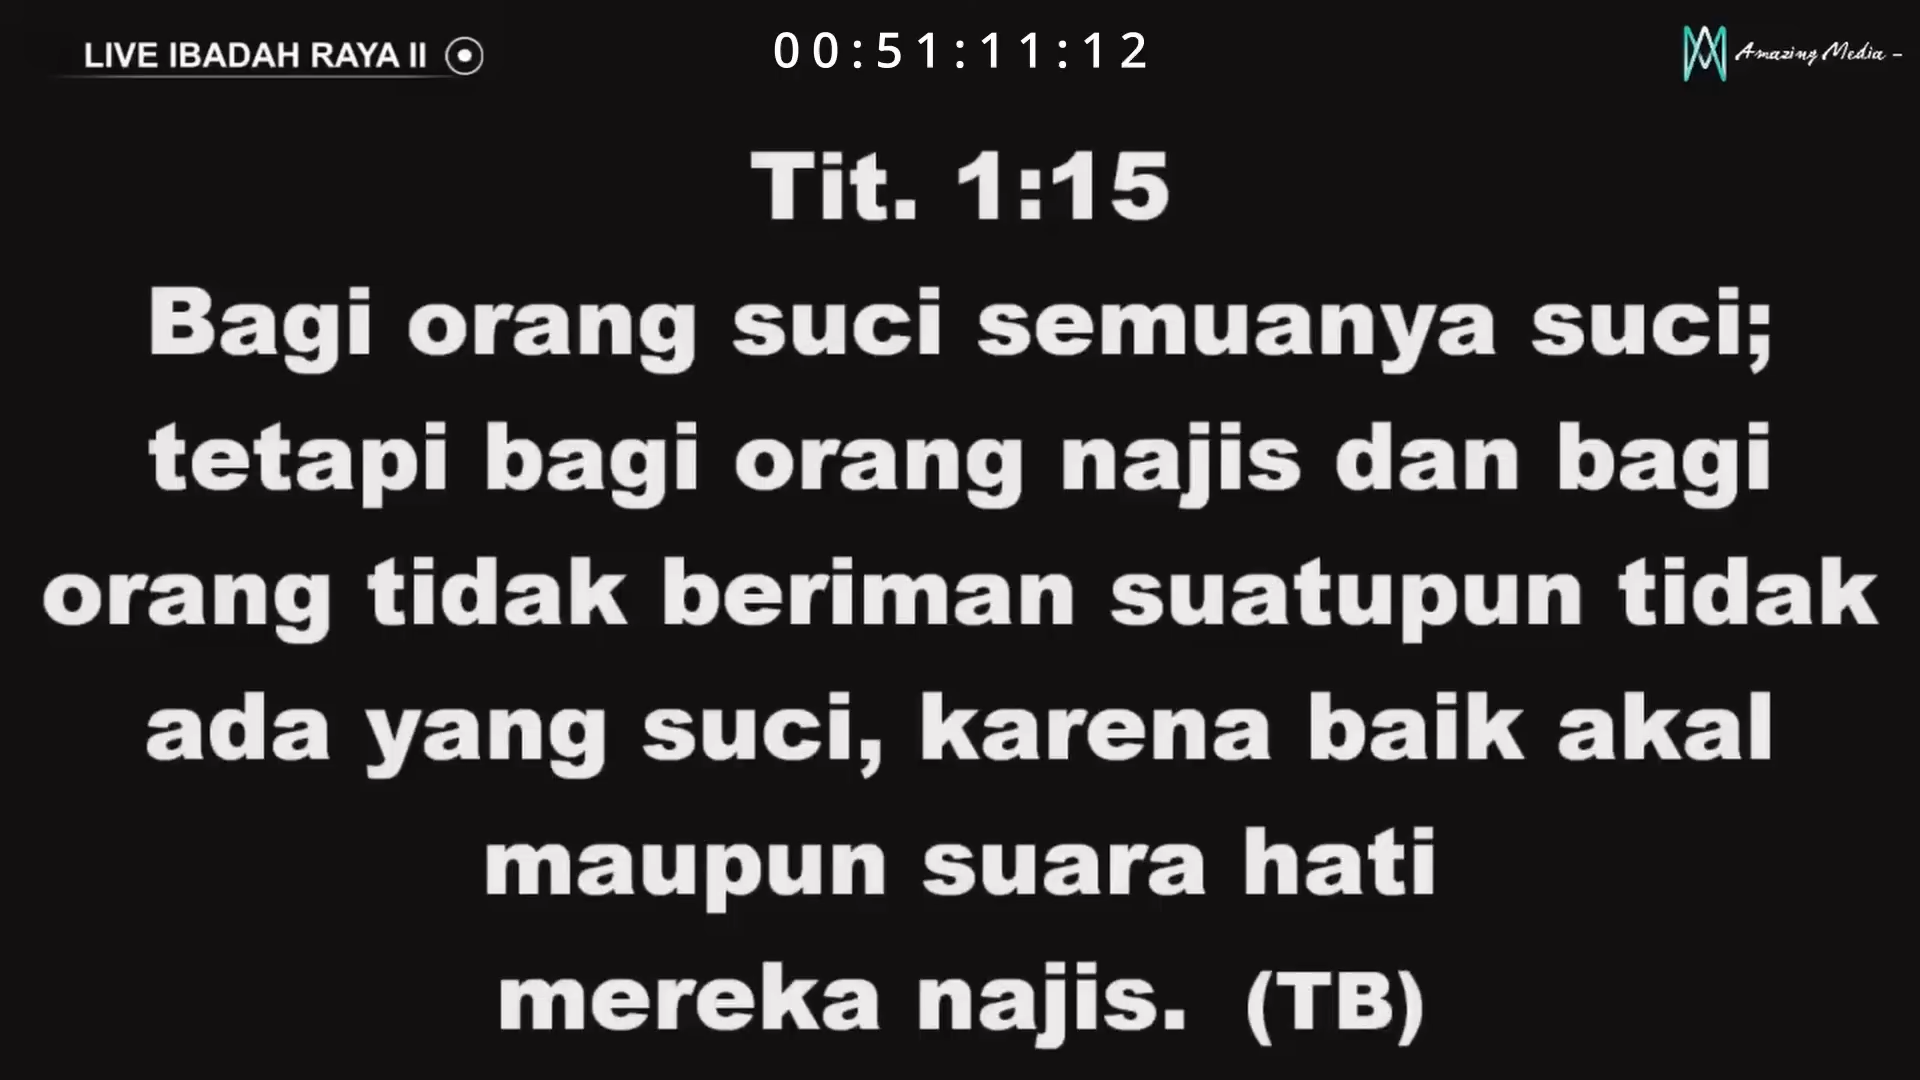 LIVE IBADAH RAYA II
00:51:11:12
Amazing Media -
Tit. 1:15
Bagi orang suci semuanya suci;
tetapi bagi orang najis dan bagi
orang tidak beriman suatupun tidak
ada yang suci, karena baik akal
maupun suara hati
mereka najis. (TB)